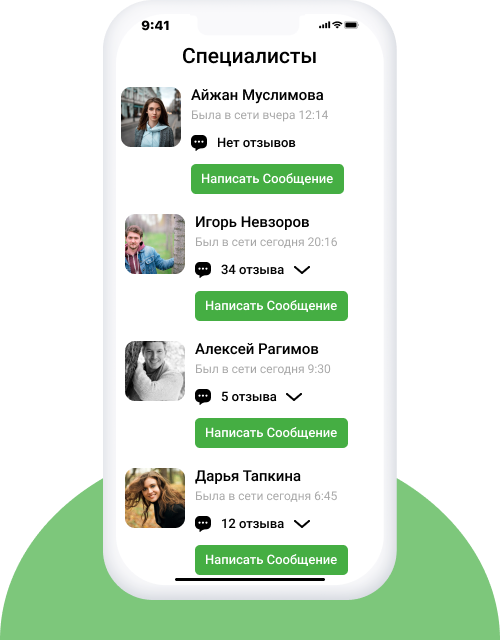 9:41
Специалисты
Айжан Муслимова
Была в сети вчера 12:14
Нет отзывов
Написать Сообщение
Игорь Невзоров
Был в сети сегодня 20:16
34 отзыва
Написать Сообщение
Алексей Рагимов
Был в сети сегодня 9:30
5 отзыва
Написать Сообщение
Дарья Тапкина
Была в сети сегодня 6:45
12 отзыва
Написать Сообщение